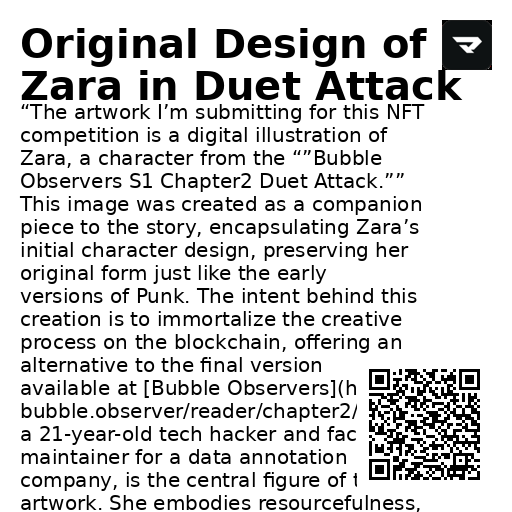 Original Design of
Zara in Duet Attack
“The artwork I’m submitting for this NFT
competition is a digital illustration of
Zara, a character from the “”Bubble
Observers S1 Chapter2 Duet Attack.””
This image was created as a companion
piece to the story, encapsulating Zara’s
initial character design, preserving her
original form just like the early
versions of Punk. The intent behind this
creation is to immortalize the creative
process on the blockchain, offering an
alternative to the final version
available at [Bubble Observers](h
bubble.observer/reader/chapter2/
a 21-year-old tech hacker and fac
maintainer for a data annotation
company, is the central figure of
artwork. She embodies resourcefulness,